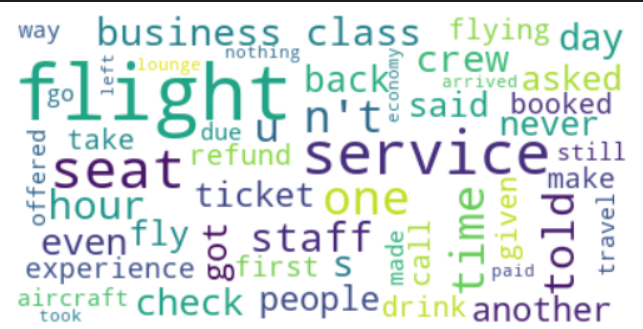 way business class flying day
nothing
left lounge back economy crew arrived asked
flight go u n't said booked
never
offered take due
seat refund service still
make
hour ticket one time given told travel
even fly got staff made call
experience first s paid
aircraft check people drink another
took